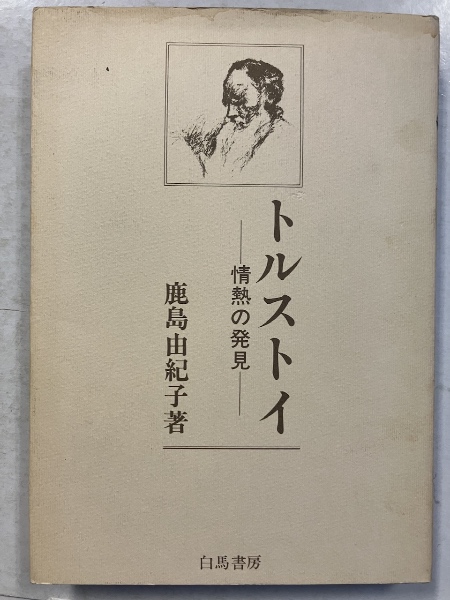 トルストイ
—情熱の発見—
鹿島由紀子著
白馬書房